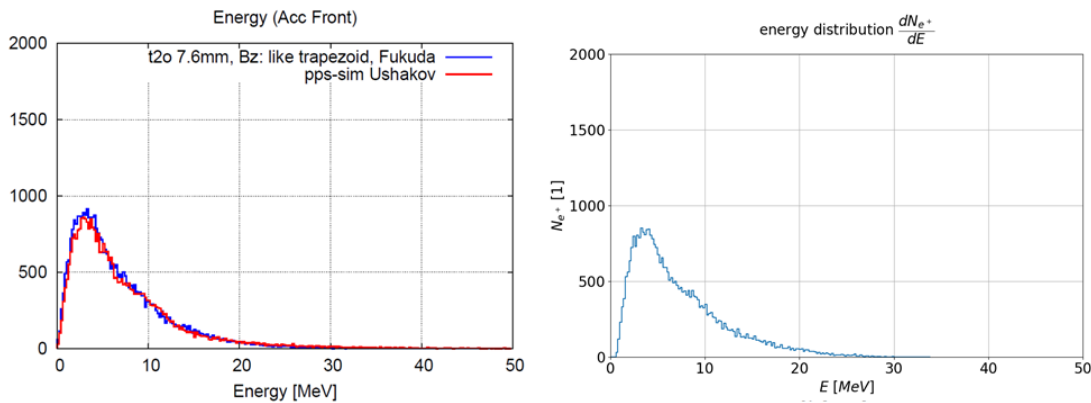 Energy (Acc Front)
2000
1500
1000
500
0
t2o 7.6mm, Bz: like trapezoid, Fukuda
pps-sim Ushakov
0 10 20 30 40 50
Energy [MeV]
energy distribution dN_{e^+}/dE
2000
1500
1000
500
0
N_{e^+} [1]
0 10 20 30 40 50
E [MeV]